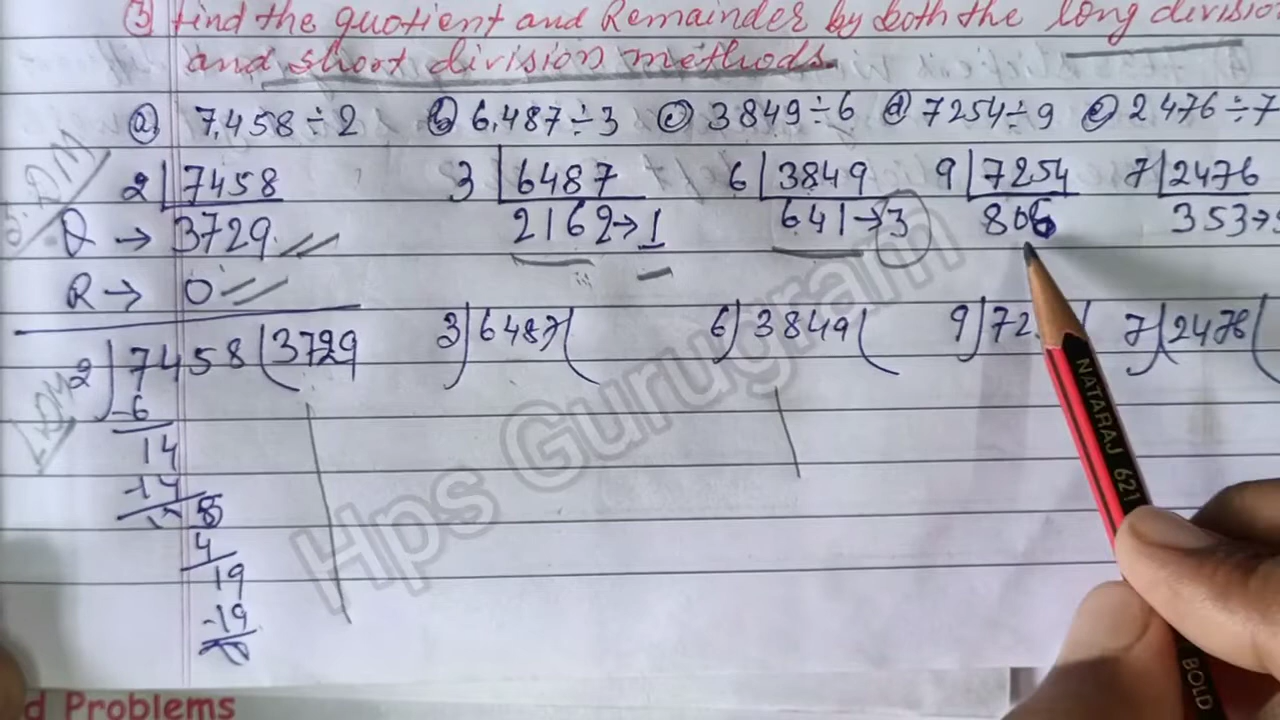 ③ find the quotient and Remainder by both the long division
and short division methods.
ⓐ 7,458÷2 ⓑ 6,487÷3 ⓒ 3849÷6 ⓓ 7254÷9 ⓔ 2476÷7
2 7458 3 6487 6 3849 9 7254 7 2476
Q → 3729 2162→1 641→3 806 353→
R → 0
2)7458(3729 3)6487( 6)3849( 9)72 7)2476(
-6
14
-14
5
4
19
-19
Hps Gurugram
NATARAJ 621
BOLD
d Problems